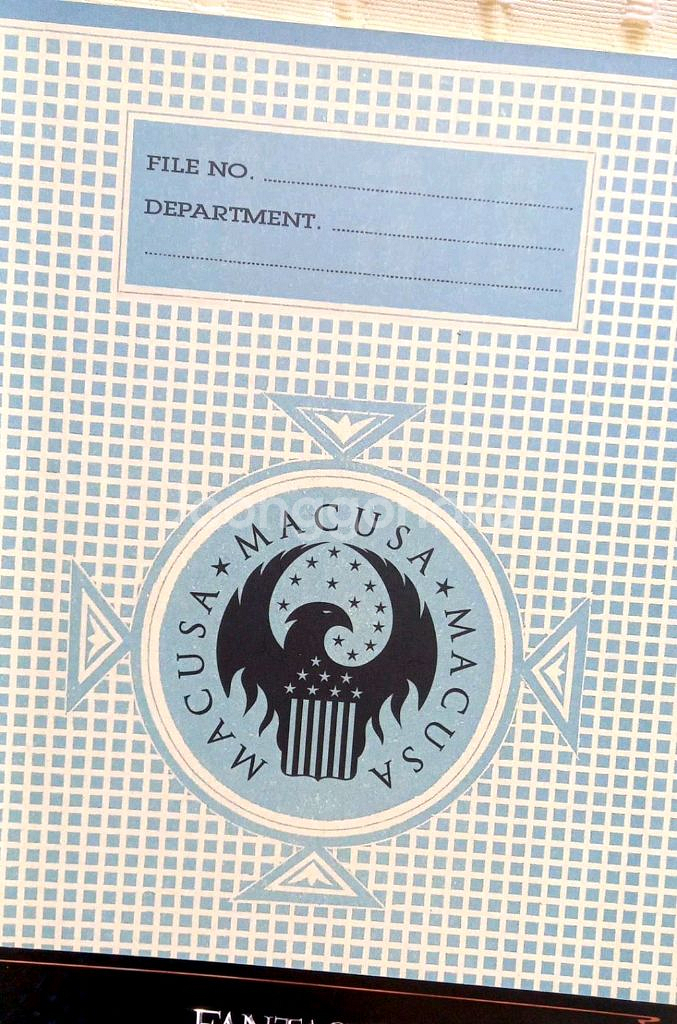 FILE NO.
DEPARTMENT.
MACUSA ★ MACUSA ★ MACUSA